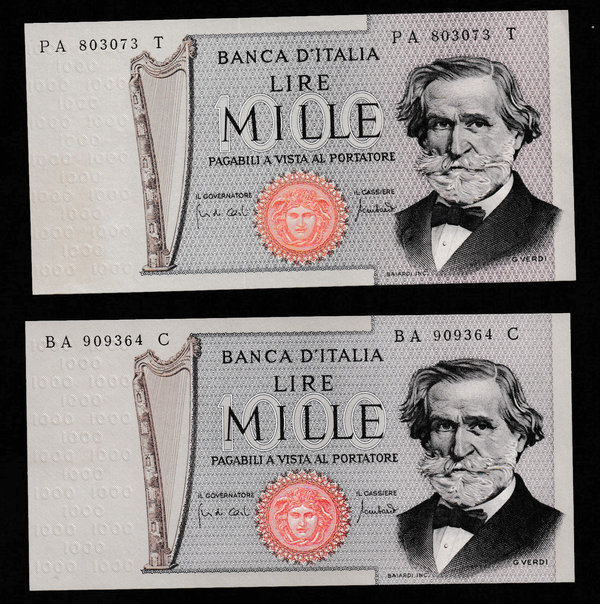 PA 803073 T
PA 803073 T
BANCA D'ITALIA
LIRE
1000
MILLE
PAGABILI A VISTA AL PORTATORE
IL GOVERNATORE
IL CASSIERE
G. VERDI
BAIARDI INC.
BA 909364 C
BA 909364 C
BANCA D'ITALIA
LIRE
1000
MILLE
PAGABILI A VISTA AL PORTATORE
IL GOVERNATORE
IL CASSIERE
G. VERDI
BAIARDI INC.